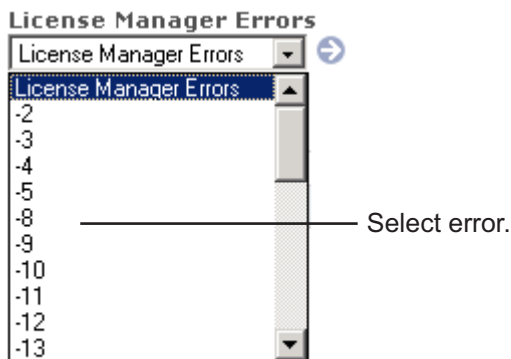 License Manager Errors
License Manager Errors
License Manager Errors
-2
-3
-4
-5
-8
Select error.
-9
-10
-11
-12
-13